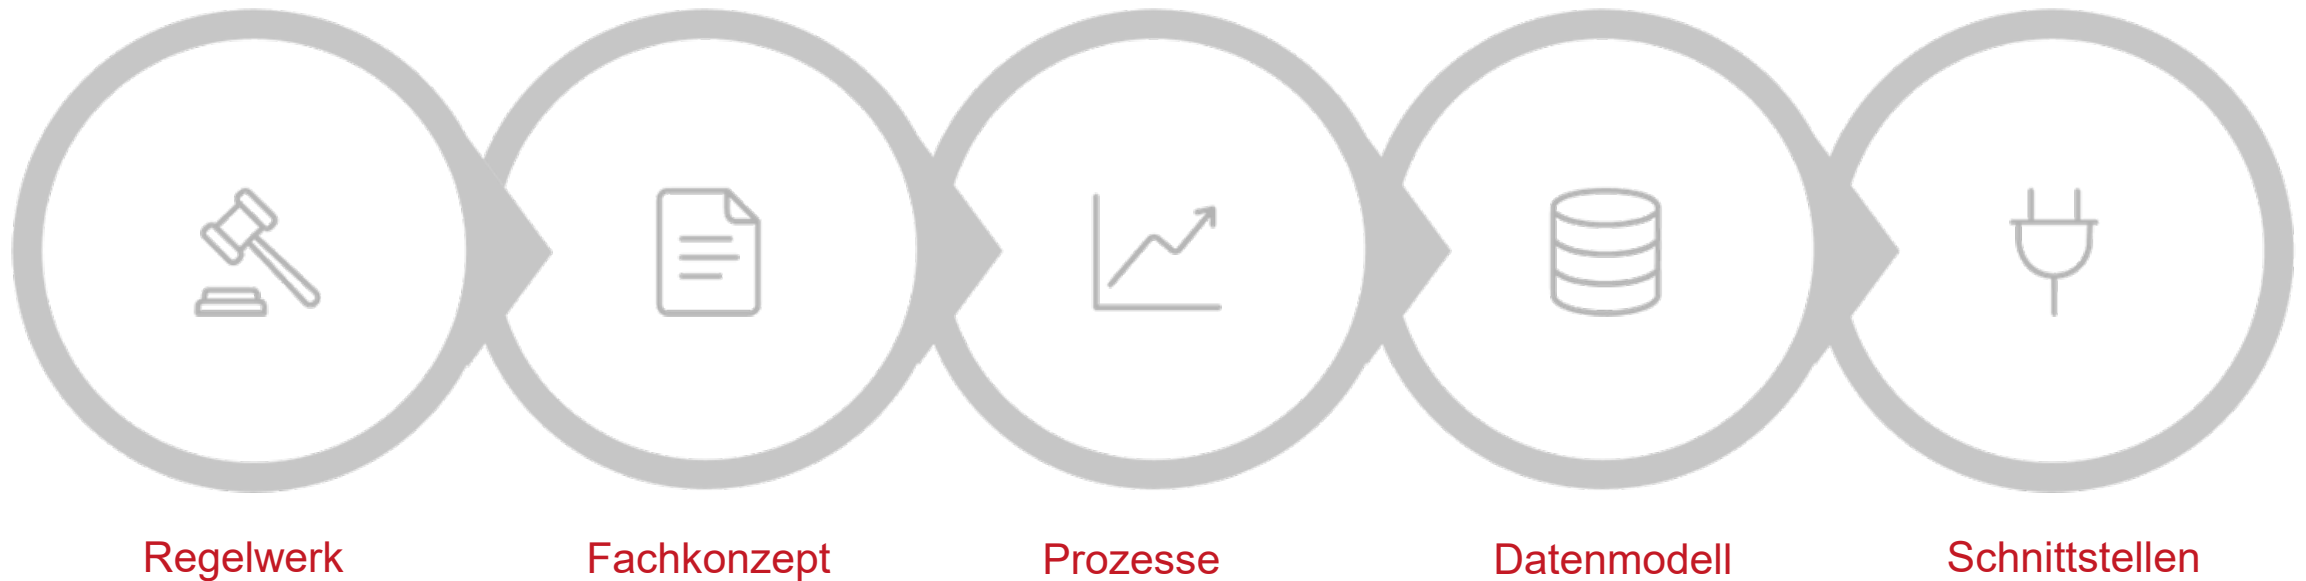 Regelwerk
Fachkonzept
Prozesse
Datenmodell
Schnittstellen